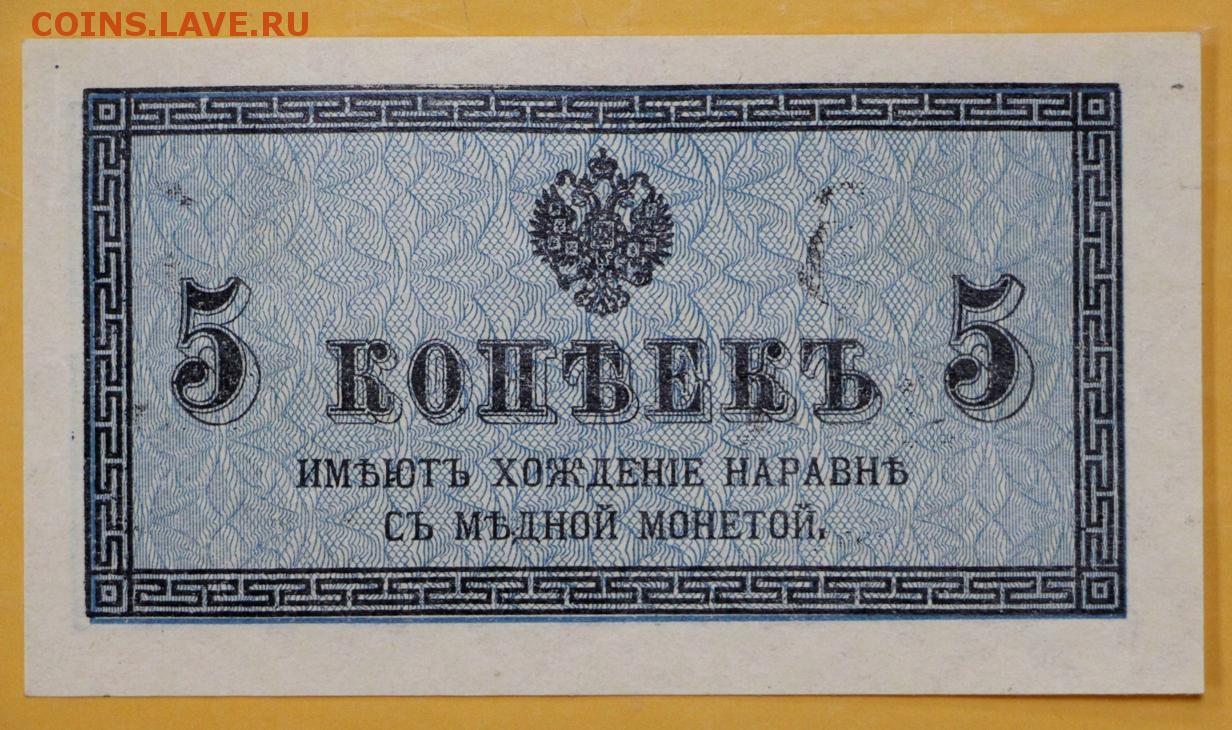 COINS.LAVE.RU
5 КОПѢЕКЪ 5
ИМѢЮТЪ ХОЖДЕНІЕ НАРАВНѢ
СЪ МѢДНОЙ МОНЕТОЙ.